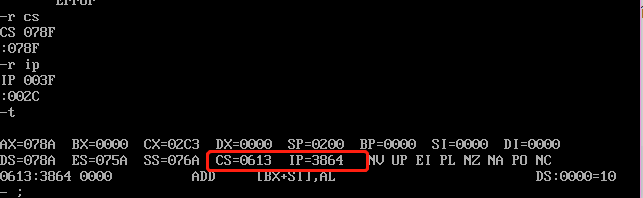 Error
-r cs
CS 078F
:078F
-r ip
IP 003F
:002C
-t
AX=078A BX=0000 CX=02C3 DX=0000 SP=0200 BP=0000 SI=0000 DI=0000
DS=078A ES=075A SS=076A CS=0613 IP=3864 NV UP EI PL NZ NA PO NC
0613:3864 0000 ADD [BX+SI],AL DS:0000=10
- ;